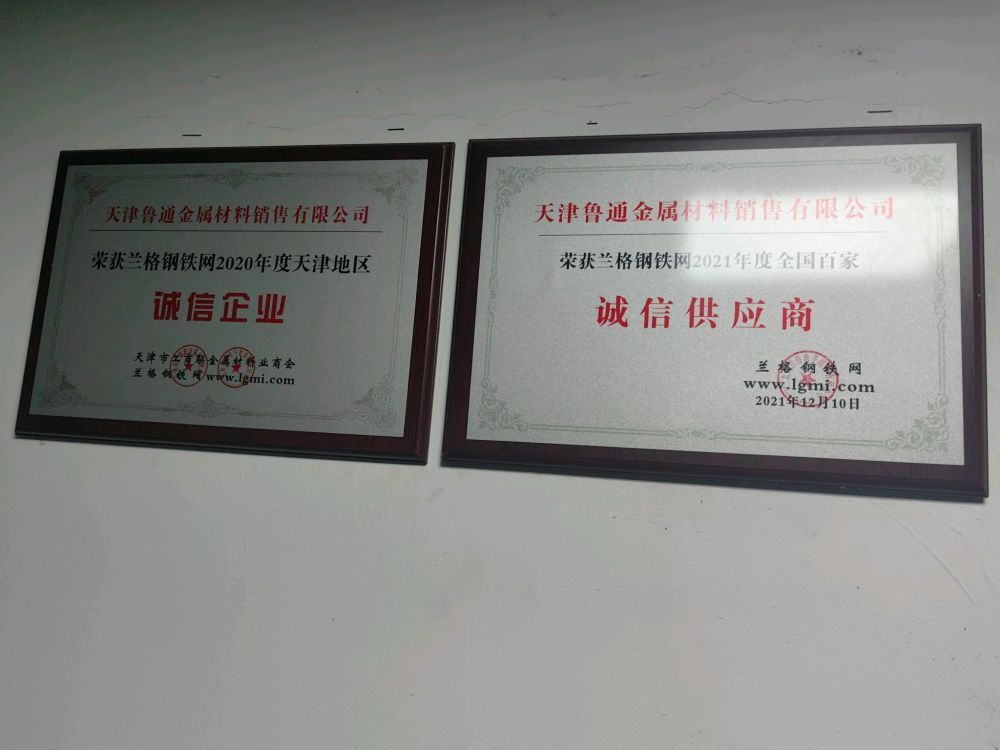 天津鲁通金属材料销售有限公司
荣获兰格钢铁网2020年度天津地区
诚信企业
天津市工商联金属材料业商会
兰格钢铁网 www.lgmi.com
天津鲁通金属材料销售有限公司
荣获兰格钢铁网2021年度全国百家
诚信供应商
兰格钢铁网
www.lgmi.com
2021年12月10日